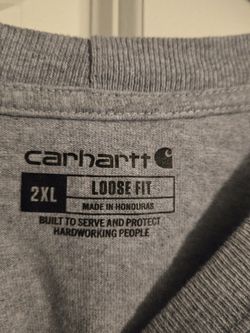 carhartt
2XL LOOSE FIT
MADE IN HONDURAS
BUILT TO SERVE AND PROTECT
HARDWORKING PEOPLE